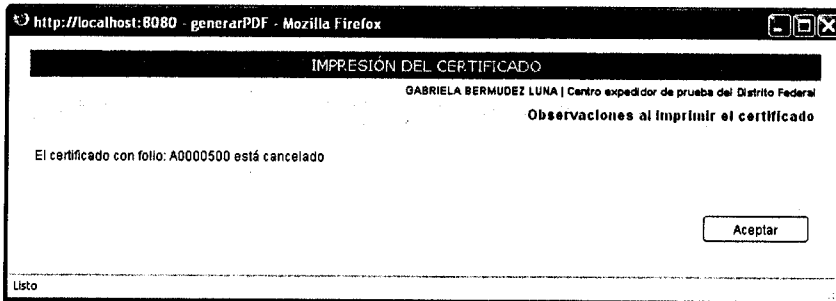 http://localhost:8080 - generarPDF - Mozilla Firefox
IMPRESIÓN DEL CERTIFICADO
GABRIELA BERMUDEZ LUNA | Centro expedidor de prueba del Distrito Federal
Observaciones al imprimir el certificado
El certificado con folio: A0000500 está cancelado
Aceptar
Listo